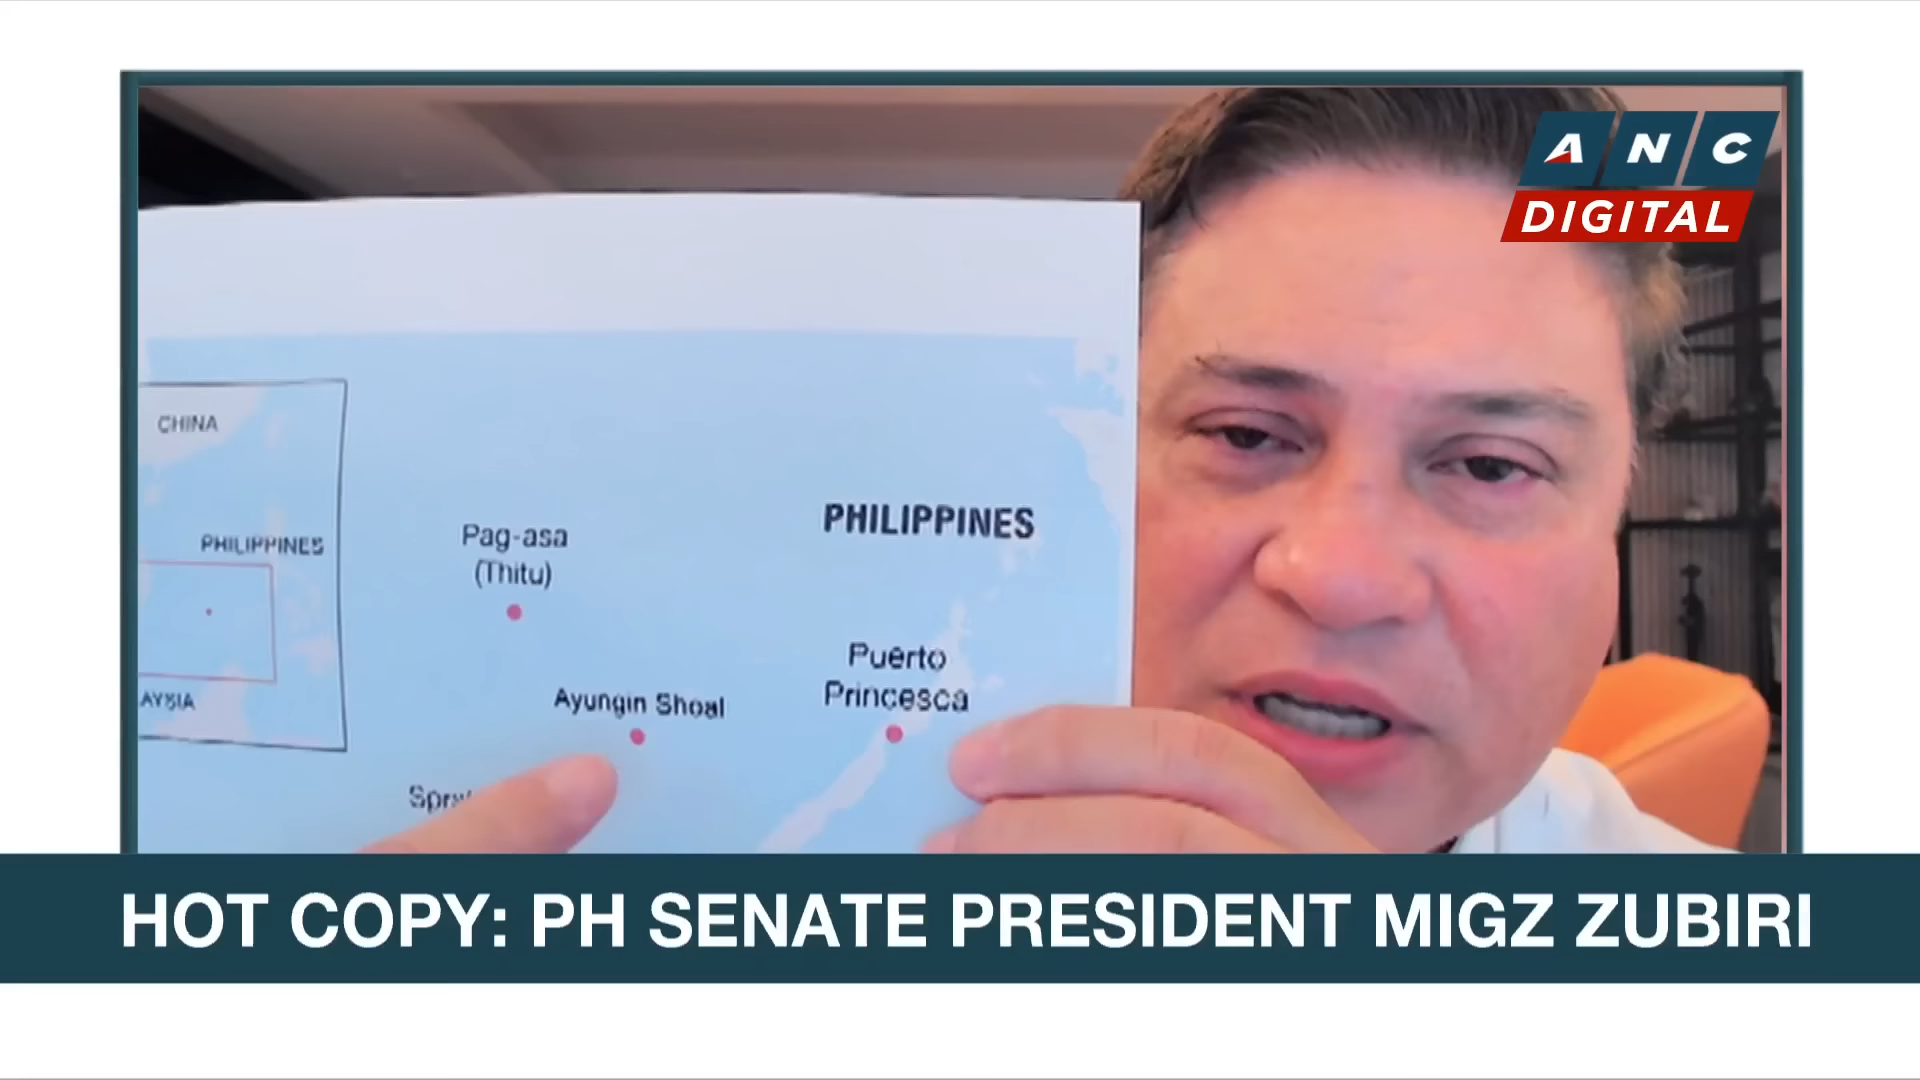 ANC
DIGITAL
CHINA
PHILIPPINES
Pag-asa
(Thitu)
PHILIPPINES
Puerto
Princesca
Ayungin Shoal
HOT COPY: PH SENATE PRESIDENT MIGZ ZUBIRI